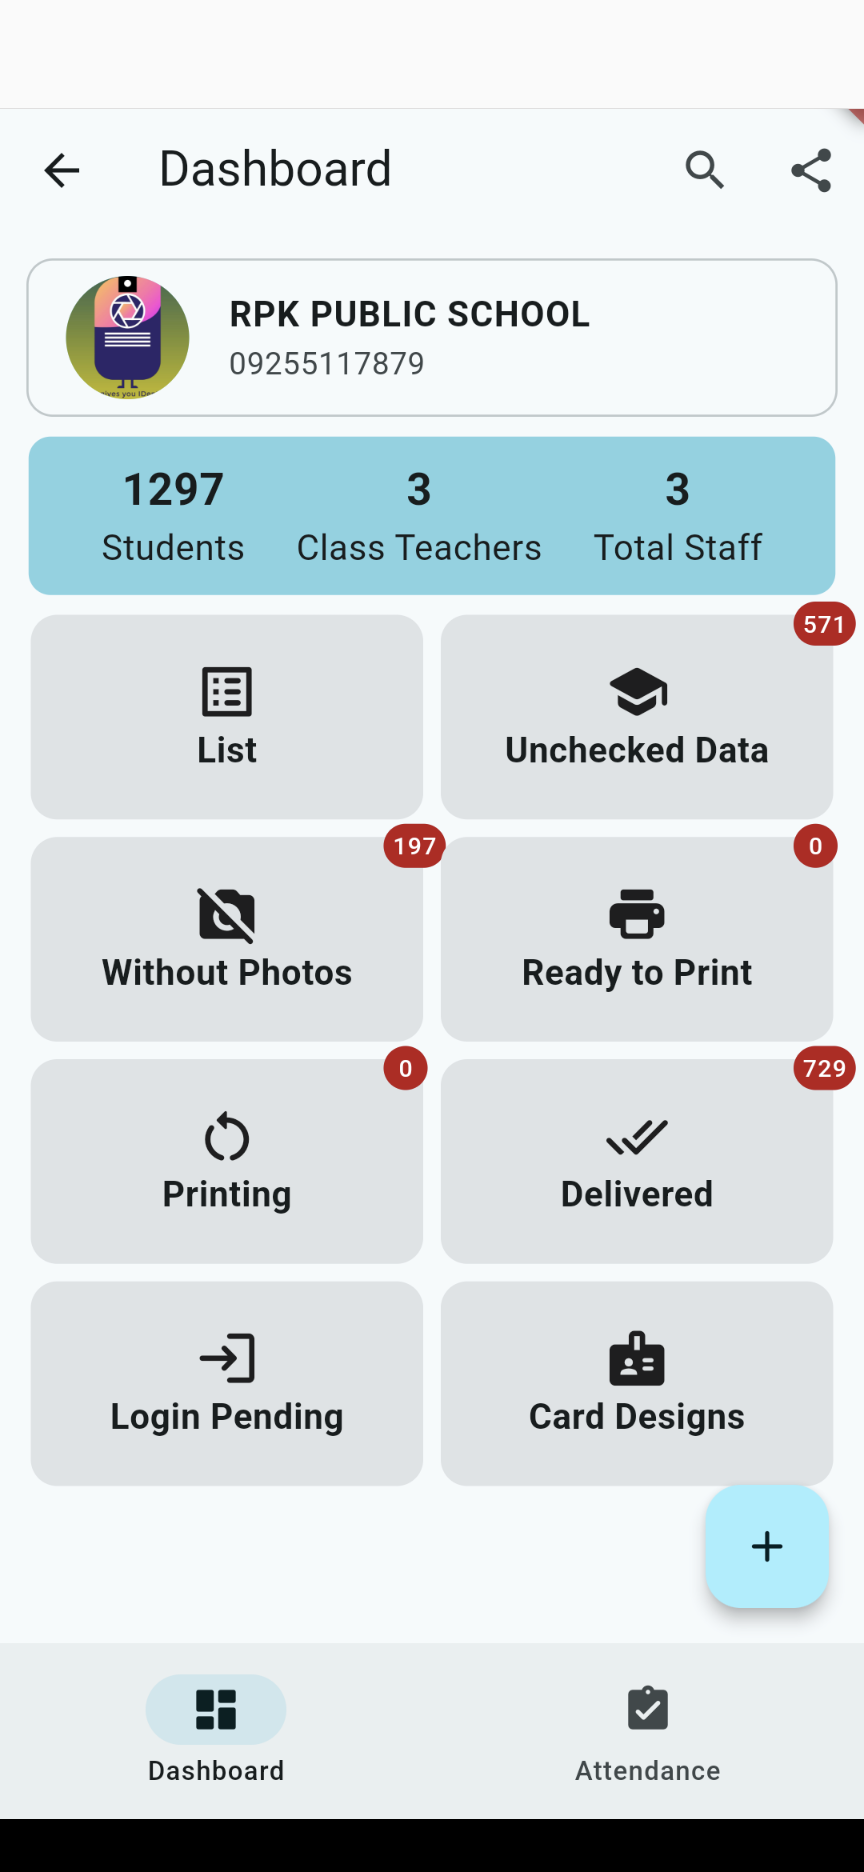 Dashboard
RPK PUBLIC SCHOOL
09255117879
1297 3 3
Students Class Teachers Total Staff
571
List Unchecked Data
197 0
Without Photos Ready to Print
0 729
Printing Delivered
Login Pending Card Designs
Dashboard Attendance